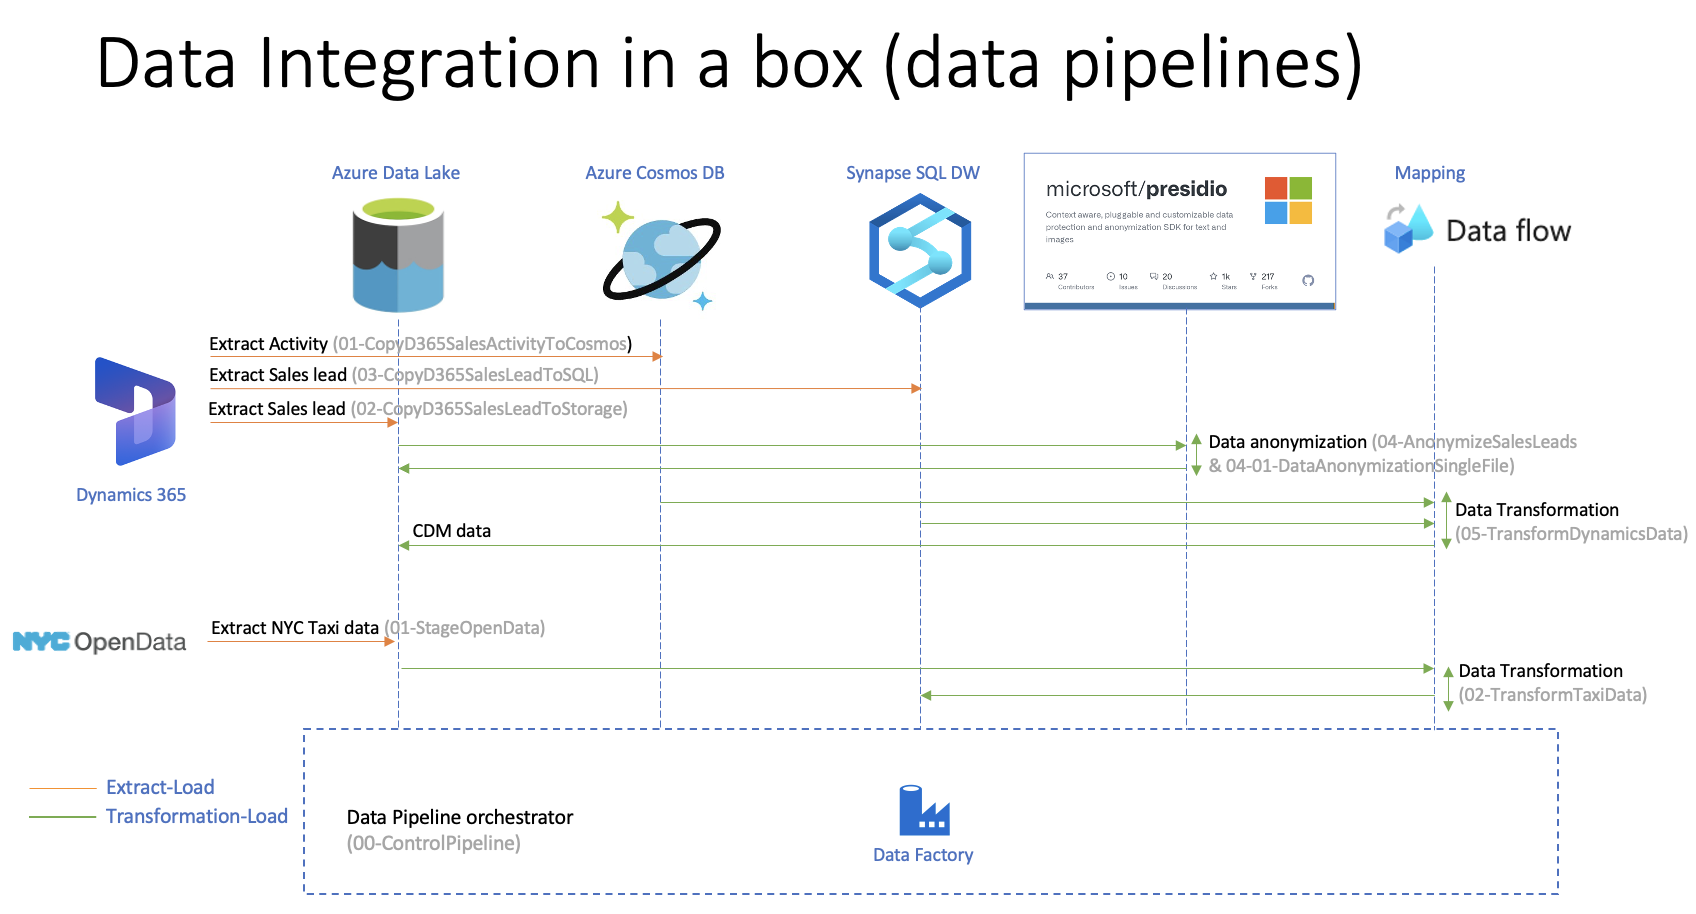 Data Integration in a box (data pipelines)
Azure Data Lake
Azure Cosmos DB
Synapse SQL DW
microsoft/presidio
Context aware, pluggable and customizable data
protection and anonymization SDK for text and
images
37
Contributors
10
Issues
20
Discussions
1k
Stars
217
Forks
Mapping
Data flow
Extract Activity (01-CopyD365SalesActivityToCosmos)
Extract Sales lead (03-CopyD365SalesLeadToSQL)
Extract Sales lead (02-CopyD365SalesLeadToStorage)
Dynamics 365
Data anonymization (04-AnonymizeSalesLeads
& 04-01-DataAnonymizationSingleFile)
Data Transformation
(05-TransformDynamicsData)
CDM data
NYC OpenData
Extract NYC Taxi data (01-StageOpenData)
Data Transformation
(02-TransformTaxiData)
Extract-Load
Transformation-Load
Data Pipeline orchestrator
(00-ControlPipeline)
Data Factory